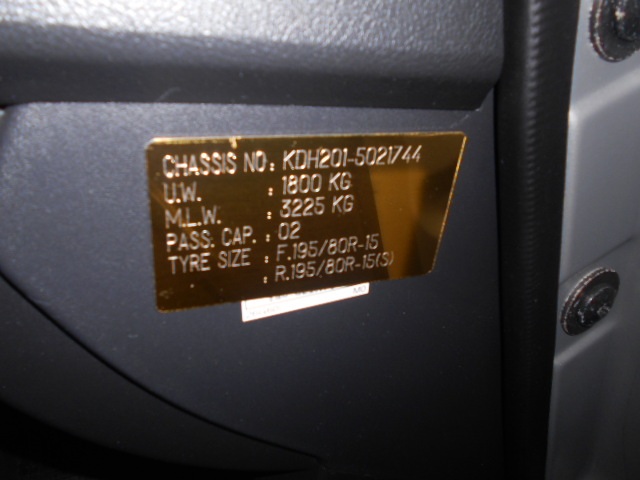 CHASSIS NO: KDH201-5021744
U.W. : 1800 KG
M.L.W. : 3225 KG
PASS. CAP. : 02
TYRE SIZE : F.195/80R-15
: R.195/80R-15(S)